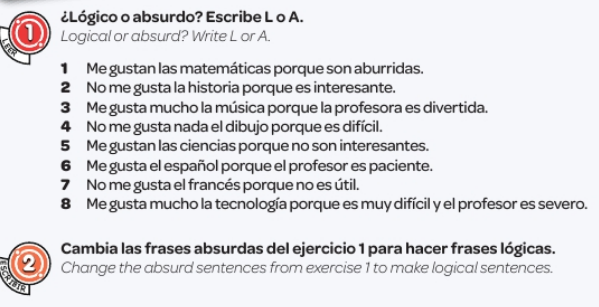 1
LEER
¿Lógico o absurdo? Escribe L o A.
Logical or absurd? Write L or A.
1 Me gustan las matemáticas porque son aburridas.
2 No me gusta la historia porque es interesante.
3 Me gusta mucho la música porque la profesora es divertida.
4 No me gusta nada el dibujo porque es difícil.
5 Me gustan las ciencias porque no son interesantes.
6 Me gusta el español porque el profesor es paciente.
7 No me gusta el francés porque no es útil.
8 Me gusta mucho la tecnología porque es muy difícil y el profesor es severo.
2
ESCRIBIR
Cambia las frases absurdas del ejercicio 1 para hacer frases lógicas.
Change the absurd sentences from exercise 1 to make logical sentences.